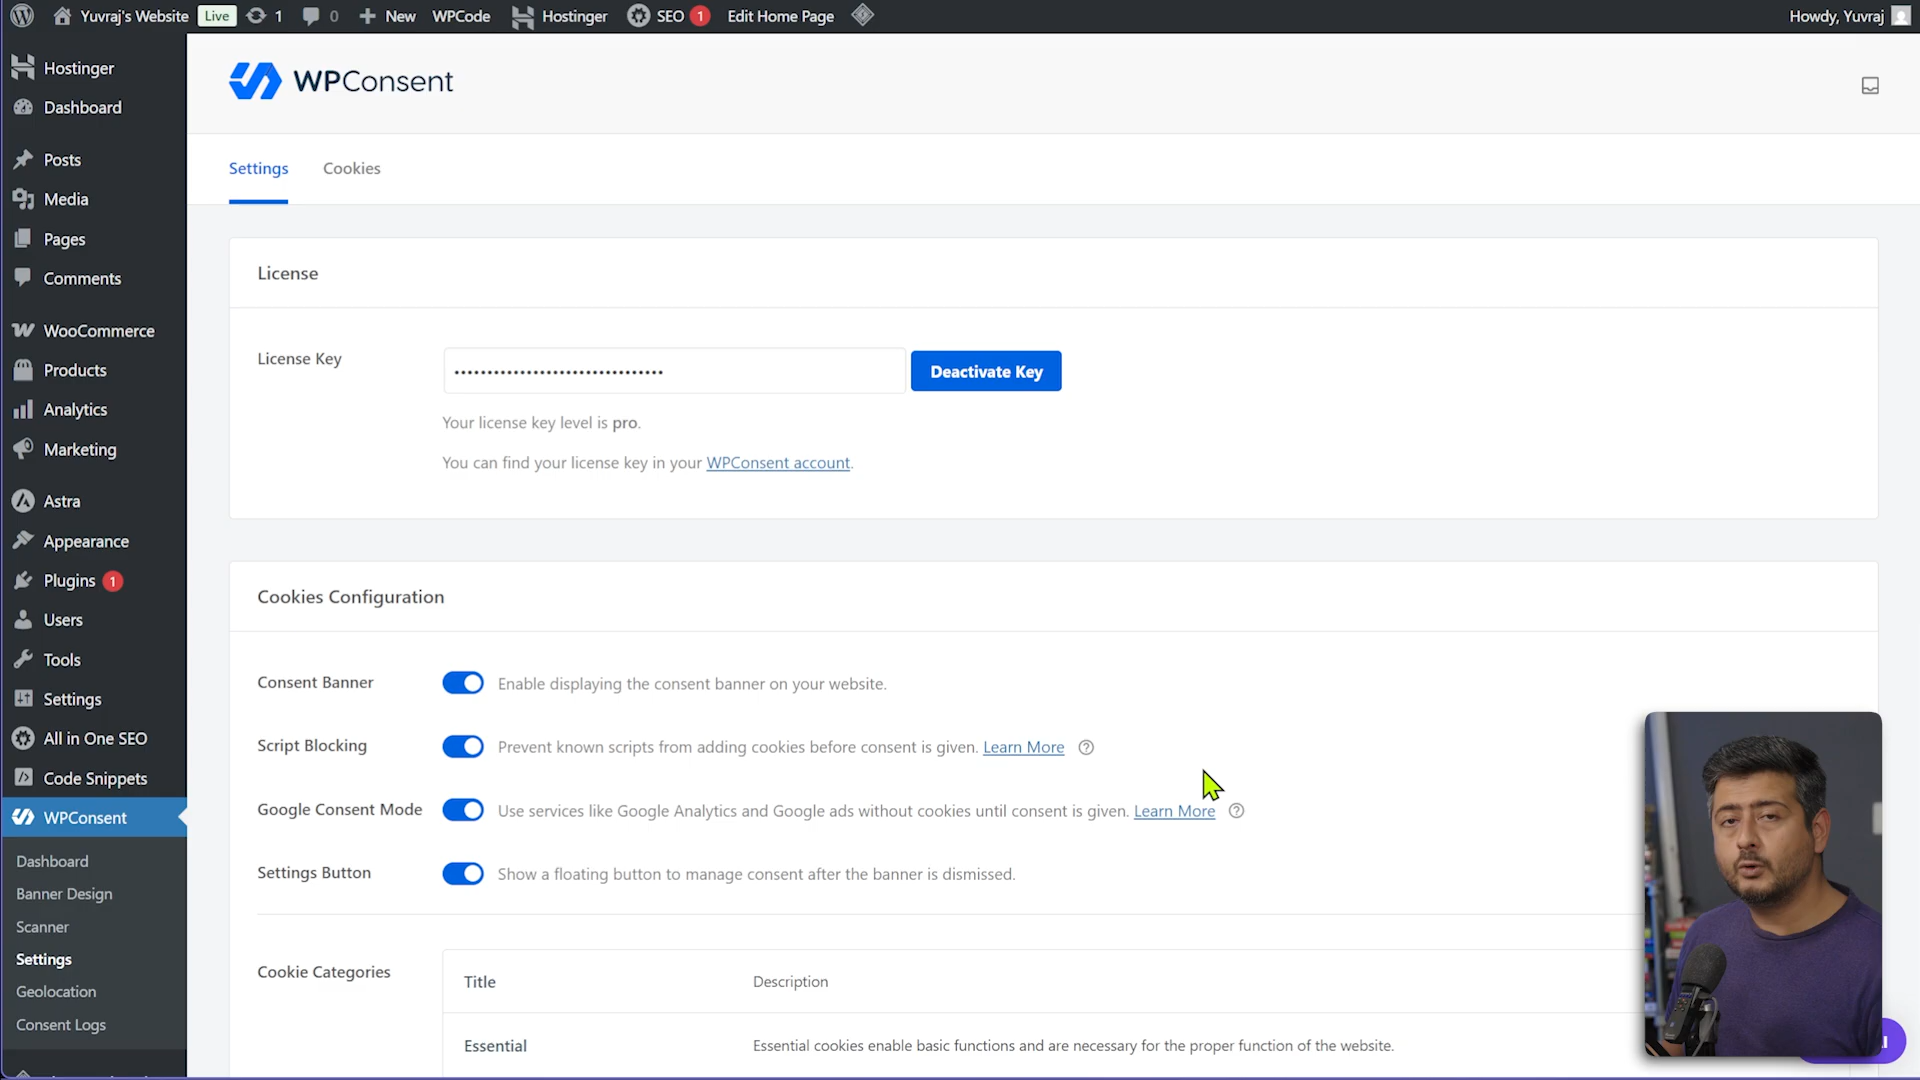 Yuvraj's Website Live 1 0 New WPCode Hostinger SEO 1 Edit Home Page Howdy, Yuvraj
Hostinger
Dashboard
Posts
Media
Pages
Comments
WooCommerce
Products
Analytics
Marketing
Astra
Appearance
Plugins 1
Users
Tools
Settings
All in One SEO
Code Snippets
WPConsent
Dashboard
Banner Design
Scanner
Settings
Geolocation
Consent Logs
WPConsent
Settings Cookies
License
License Key
Deactivate Key
Your license key level is pro.
You can find your license key in your WPConsent account.
Cookies Configuration
Consent Banner Enable displaying the consent banner on your website.
Script Blocking Prevent known scripts from adding cookies before consent is given. Learn More
Google Consent Mode Use services like Google Analytics and Google ads without cookies until consent is given. Learn More
Settings Button Show a floating button to manage consent after the banner is dismissed.
Cookie Categories
Title Description
Essential Essential cookies enable basic functions and are necessary for the proper function of the website.